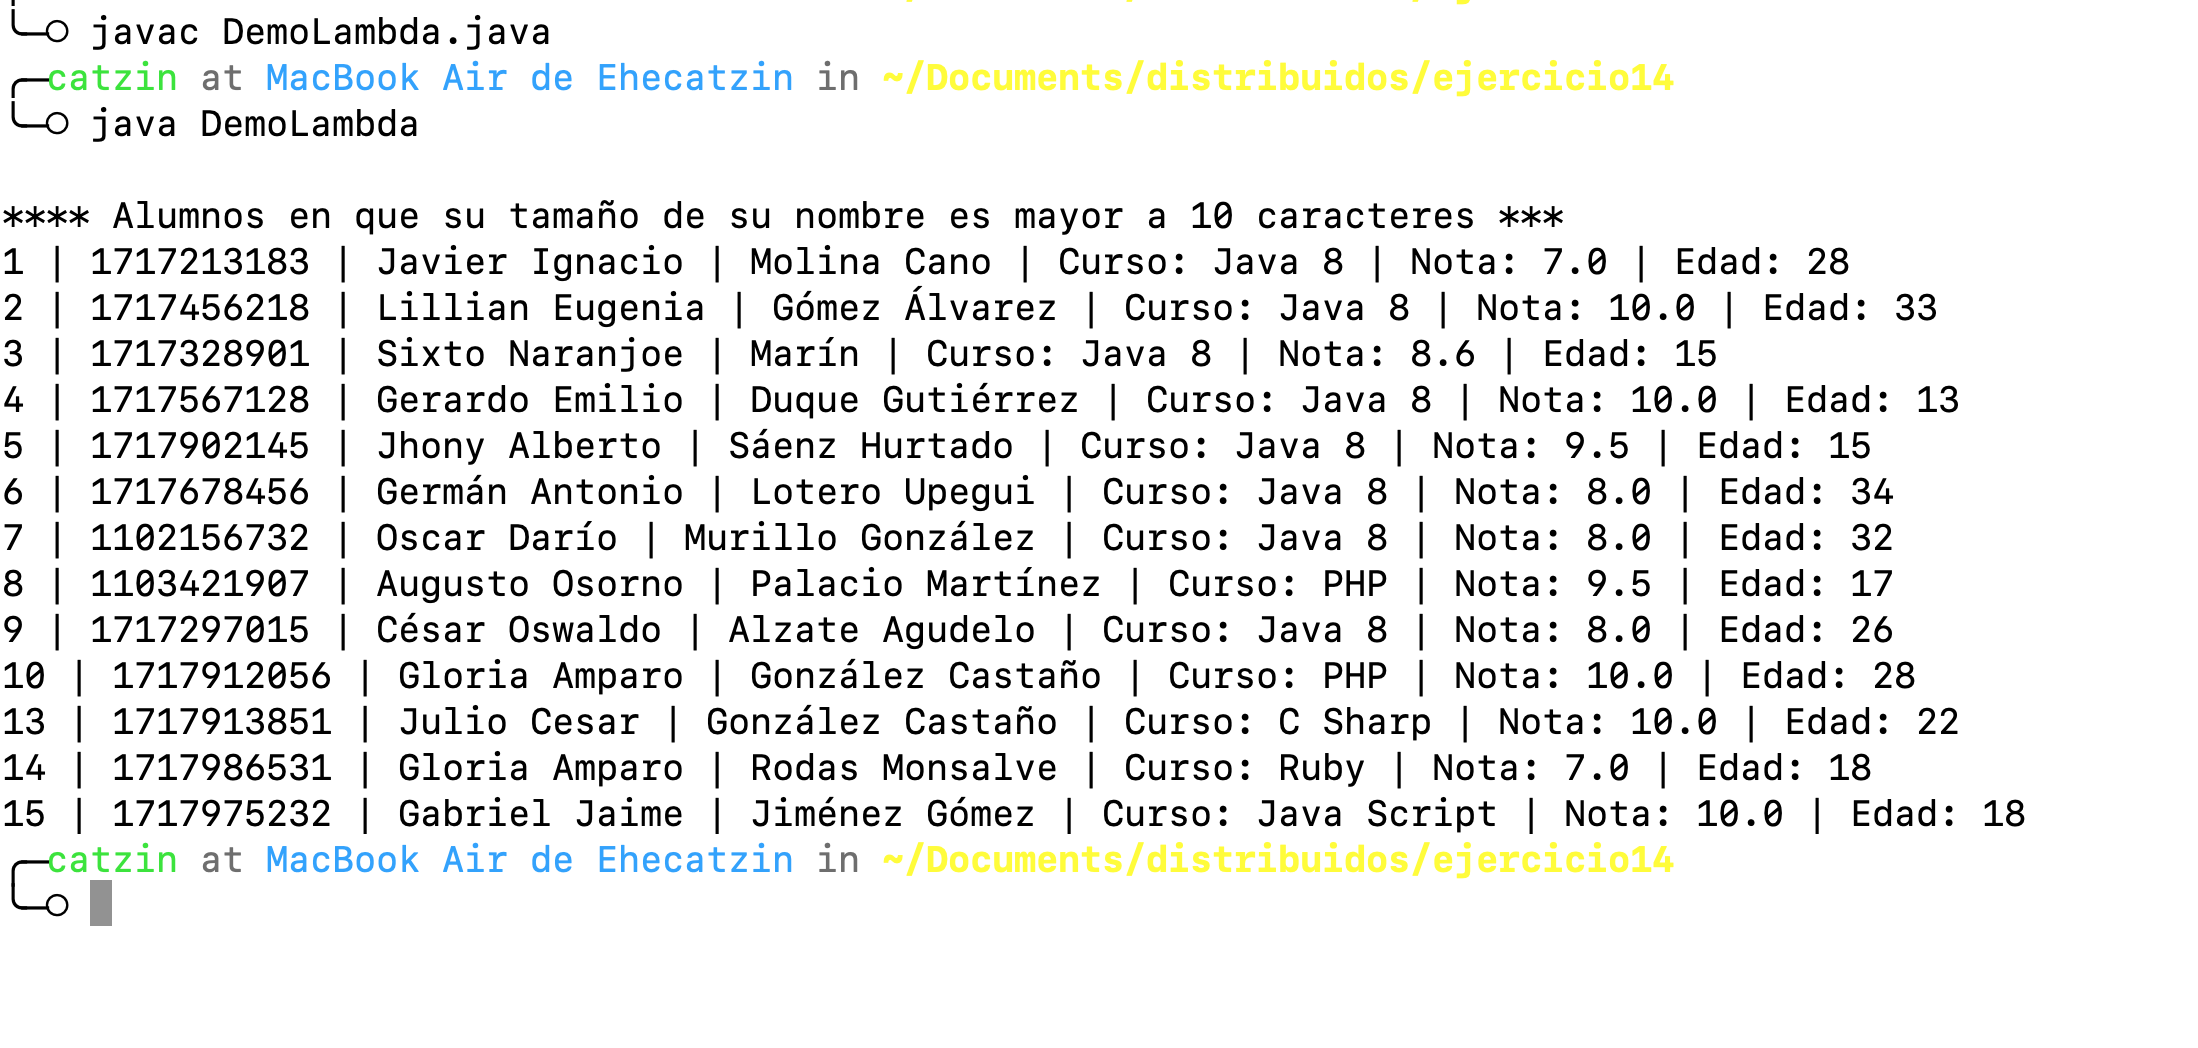 javac DemoLambda.java
catzin at MacBook Air de Ehecatzin in ~/Documents/distribuidos/ejercicio14
java DemoLambda
**** Alumnos en que su tamaño de su nombre es mayor a 10 caracteres ***
1 | 1717213183 | Javier Ignacio | Molina Cano | Curso: Java 8 | Nota: 7.0 | Edad: 28
2 | 1717456218 | Lillian Eugenia | Gómez Álvarez | Curso: Java 8 | Nota: 10.0 | Edad: 33
3 | 1717328901 | Sixto Naranjoe | Marín | Curso: Java 8 | Nota: 8.6 | Edad: 15
4 | 1717567128 | Gerardo Emilio | Duque Gutiérrez | Curso: Java 8 | Nota: 10.0 | Edad: 13
5 | 1717902145 | Jhony Alberto | Sáenz Hurtado | Curso: Java 8 | Nota: 9.5 | Edad: 15
6 | 1717678456 | Germán Antonio | Lotero Upegui | Curso: Java 8 | Nota: 8.0 | Edad: 34
7 | 1102156732 | Oscar Darío | Murillo González | Curso: Java 8 | Nota: 8.0 | Edad: 32
8 | 1103421907 | Augusto Osorno | Palacio Martínez | Curso: PHP | Nota: 9.5 | Edad: 17
9 | 1717297015 | César Oswaldo | Alzate Agudelo | Curso: Java 8 | Nota: 8.0 | Edad: 26
10 | 1717912056 | Gloria Amparo | González Castaño | Curso: PHP | Nota: 10.0 | Edad: 28
13 | 1717913851 | Julio Cesar | González Castaño | Curso: C Sharp | Nota: 10.0 | Edad: 22
14 | 1717986531 | Gloria Amparo | Rodas Monsalve | Curso: Ruby | Nota: 7.0 | Edad: 18
15 | 1717975232 | Gabriel Jaime | Jiménez Gómez | Curso: Java Script | Nota: 10.0 | Edad: 18
catzin at MacBook Air de Ehecatzin in ~/Documents/distribuidos/ejercicio14